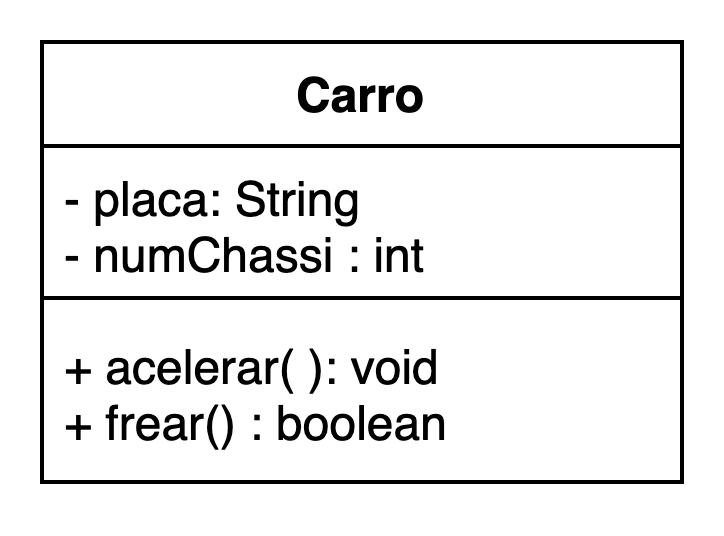 Carro
- placa: String
- numChassi : int
+ acelerar( ): void
+ frear() : boolean